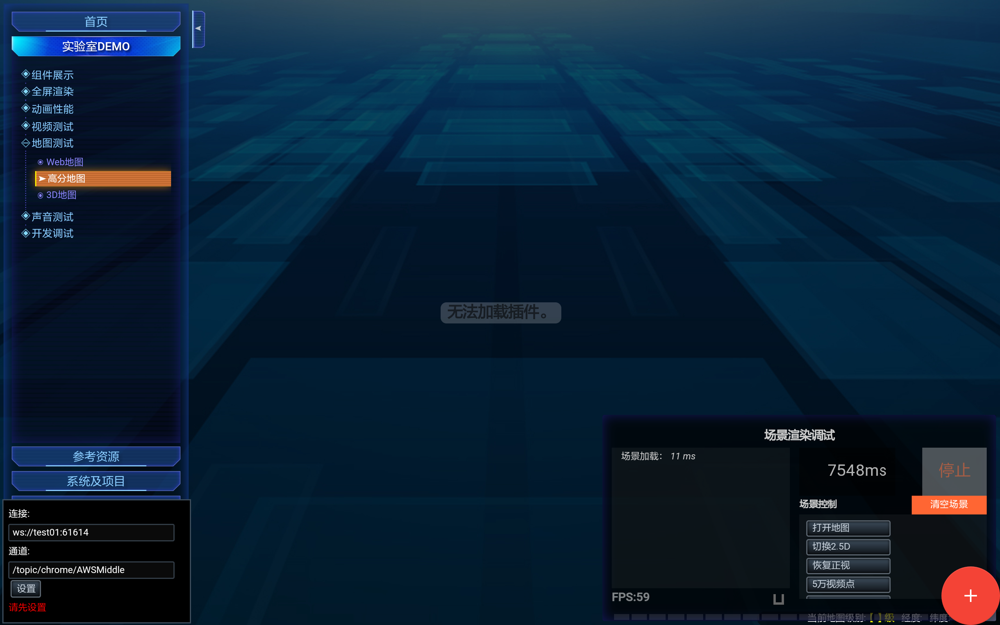 首页
实验室DEMO
组件展示
全屏渲染
动画性能
视频测试
地图测试
Web地图
高分地图
3D地图
声音测试
开发调试
参考资源
系统及项目
连接:
ws://test01:61614
通道:
/topic/chrome/AWSMiddle
设置
请先设置
无法加载插件。
场景渲染调试
场景加载： 11 ms
7548ms
停止
场景控制
清空场景
打开地图
切换2.5D
恢复正视
5万视频点
FPS:59
当前地图级别:【 】级 经度: 纬度: